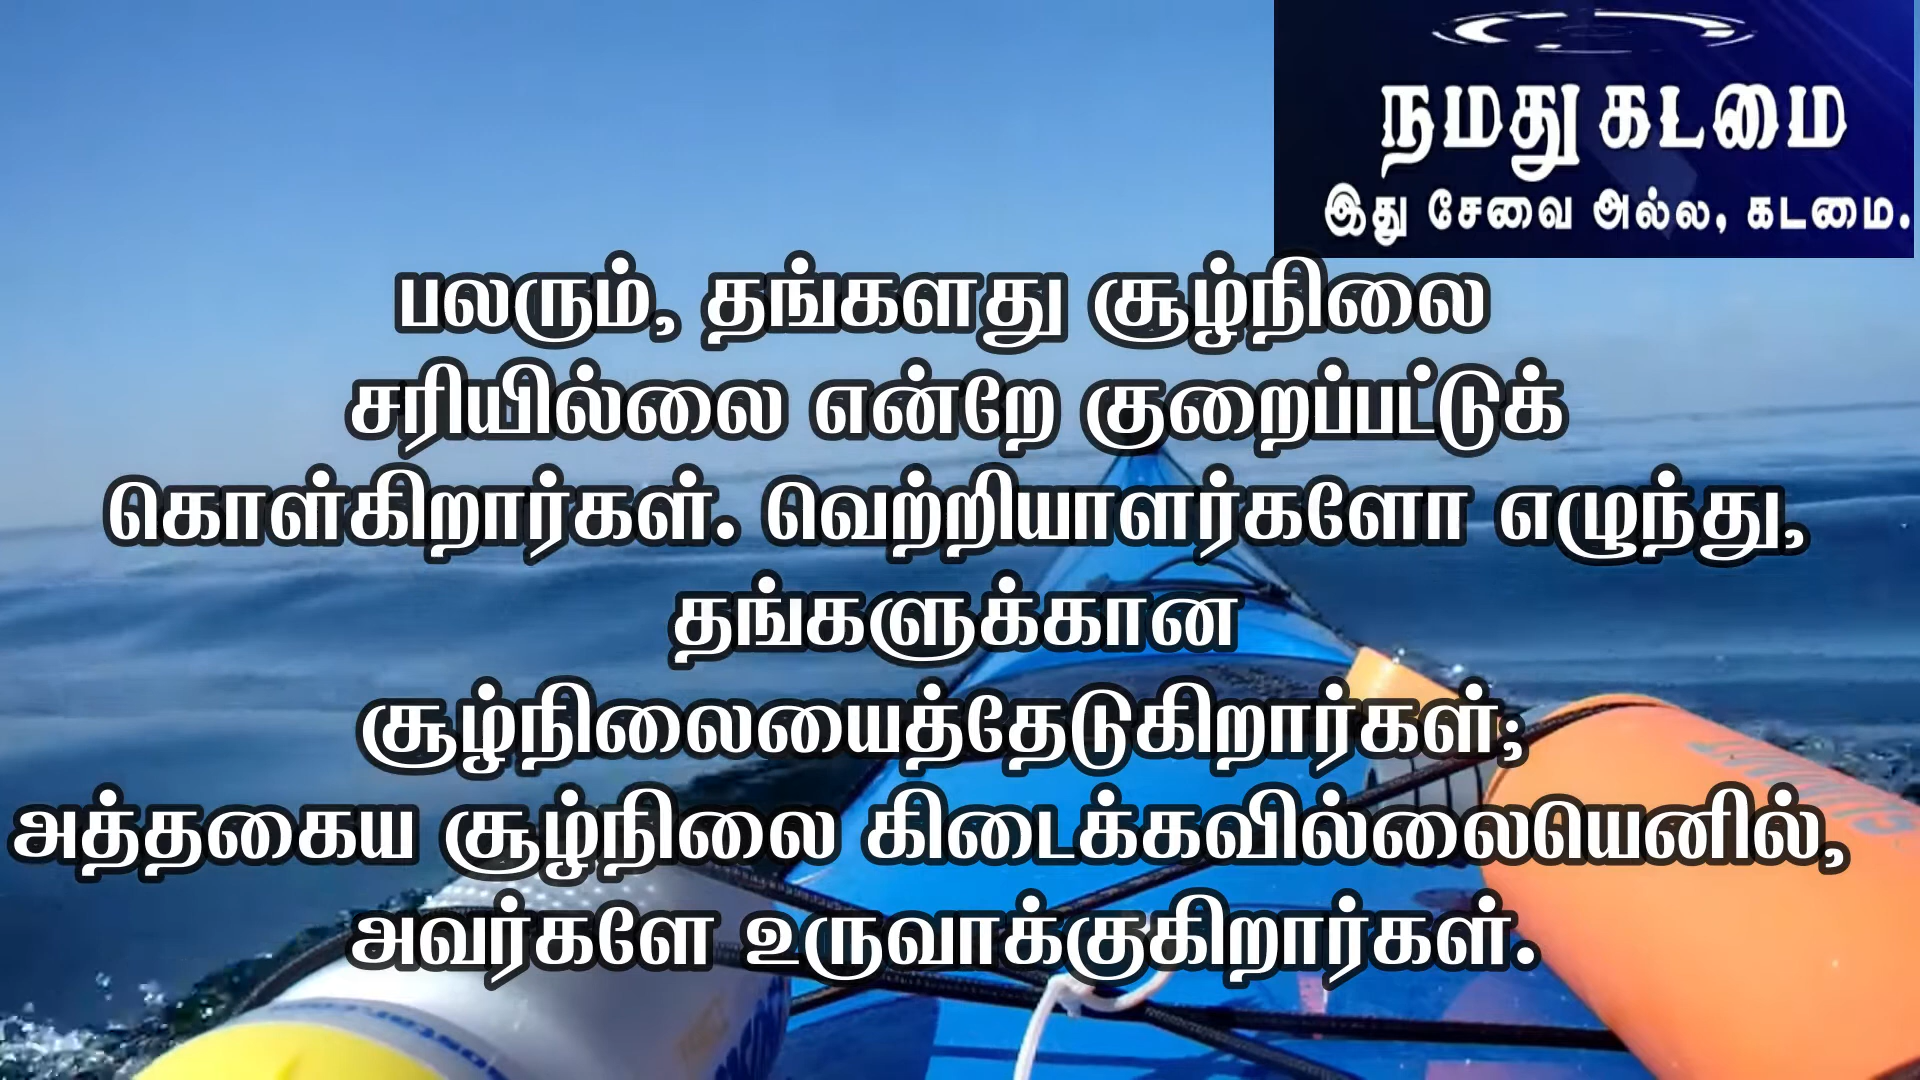 நமது கடமை
இது சேவை அல்ல, கடமை.
பலரும், தங்களது சூழ்நிலை
சரியில்லை என்றே குறைப்பட்டுக்
கொள்கிறார்கள். வெற்றியாளர்களோ எழுந்து,
தங்களுக்கான
சூழ்நிலையைத்தேடுகிறார்கள்;
அத்தகைய சூழ்நிலை கிடைக்கவில்லையெனில்,
அவர்களே உருவாக்குகிறார்கள்.